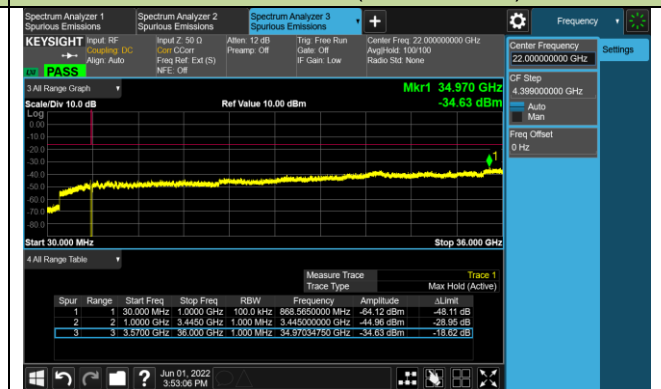 Spectrum Analyzer 1
Spurious Emissions
Spectrum Analyzer 2
Spurious Emissions
Spectrum Analyzer 3
Spurious Emissions
Frequency
KEYSIGHT
Input: RF
Coupling: DC
Align: Auto
Input Z: 50 Ω
Corr CCorr
Freq Ref: Ext (S)
NFE: Off
Atten: 12 dB
Preamp: Off
Trig: Free Run
Gate: Off
IF Gain: Low
Center Freq: 22.000000000 GHz
Avg|Hold: 100/100
Radio Std: None
LW PASS
Center Frequency
22.000000000 GHz
Settings
CF Step
4.399000000 GHz
Auto
Man
Freq Offset
0 Hz
3 All Range Graph
Mkr1 34.970 GHz
Scale/Div 10.0 dB
Ref Value 10.00 dBm
-34.63 dBm
Log
0.00
-10.0
-20.0
-30.0
-40.0
-50.0
-60.0
-70.0
-80.0
1
Start 30.000 MHz
Stop 36.000 GHz
4 All Range Table
Measure Trace Trace 1
Trace Type Max Hold (Active)
Spur Range Start Freq Stop Freq RBW Frequency Amplitude ΔLimit
1 1 30.000 MHz 1.0000 GHz 100.0 kHz 868.5650000 MHz -64.12 dBm -48.11 dB
2 2 1.0000 GHz 3.4450 GHz 1.000 MHz 3.445000000 GHz -44.96 dBm -28.95 dB
3 3 3.5700 GHz 36.000 GHz 1.000 MHz 34.97034750 GHz -34.63 dBm -18.62 dB
Jun 01, 2022
3:53:06 PM